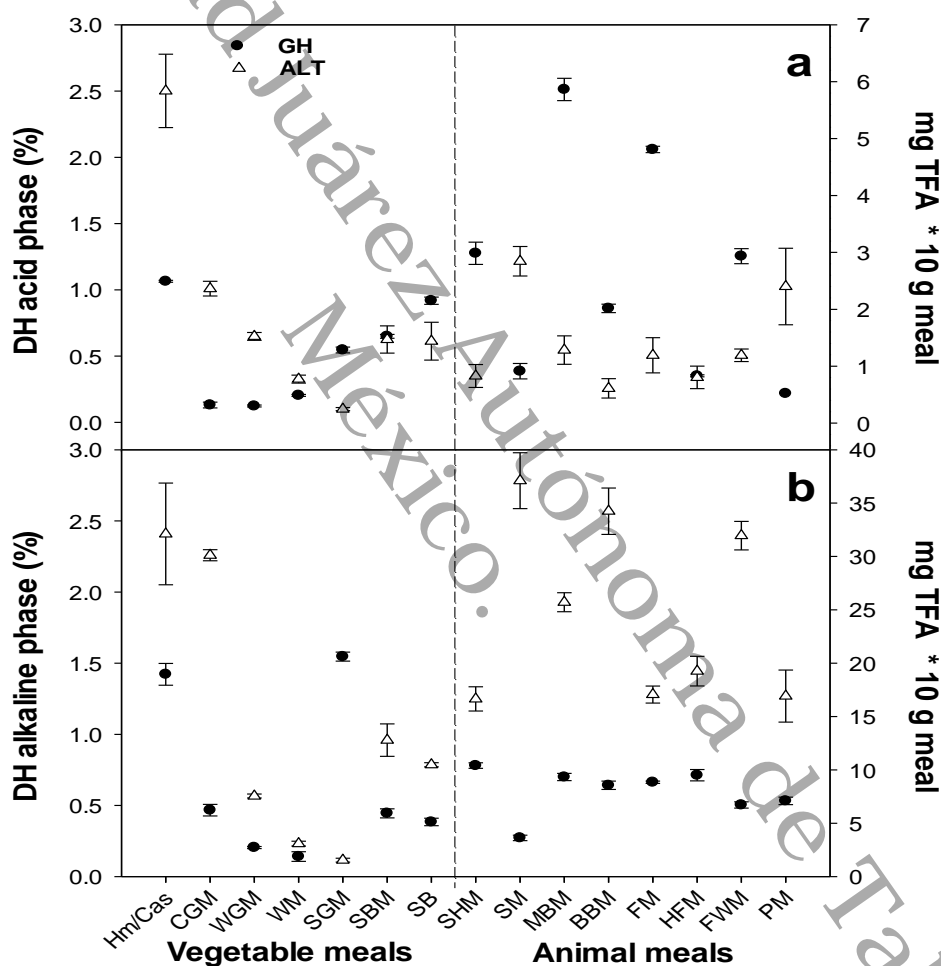 3.0
2.5
2.0
1.5
1.0
0.5
0.0
DH acid phase (%)
GH
ALT
a
7
6
5
4
3
2
1
0
mg TFA * 10 g meal
3.0
2.5
2.0
1.5
1.0
0.5
0.0
DH alkaline phase (%)
b
40
35
30
25
20
15
10
5
0
mg TFA * 10 g meal
Hm/Cas CGM WGM WM SGM SBM SB SHM SM MBM BBM FM HFM FWM PM
Vegetable meals Animal meals
Juárez Autónoma de
México.